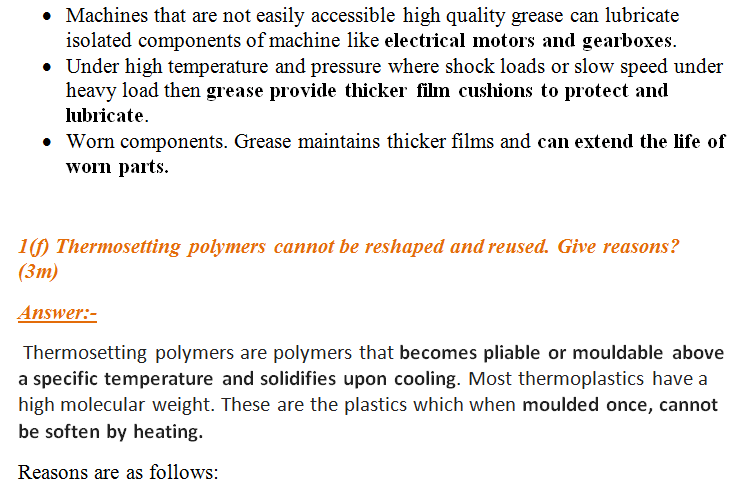 • Machines that are not easily accessible high quality grease can lubricate
isolated components of machine like electrical motors and gearboxes.
• Under high temperature and pressure where shock loads or slow speed under
heavy load then grease provide thicker film cushions to protect and
lubricate.
• Worn components. Grease maintains thicker films and can extend the life of
worn parts.
1(f) Thermosetting polymers cannot be reshaped and reused. Give reasons?
(3m)
Answer:-
Thermosetting polymers are polymers that becomes pliable or mouldable above
a specific temperature and solidifies upon cooling. Most thermoplastics have a
high molecular weight. These are the plastics which when moulded once, cannot
be soften by heating.
Reasons are as follows: